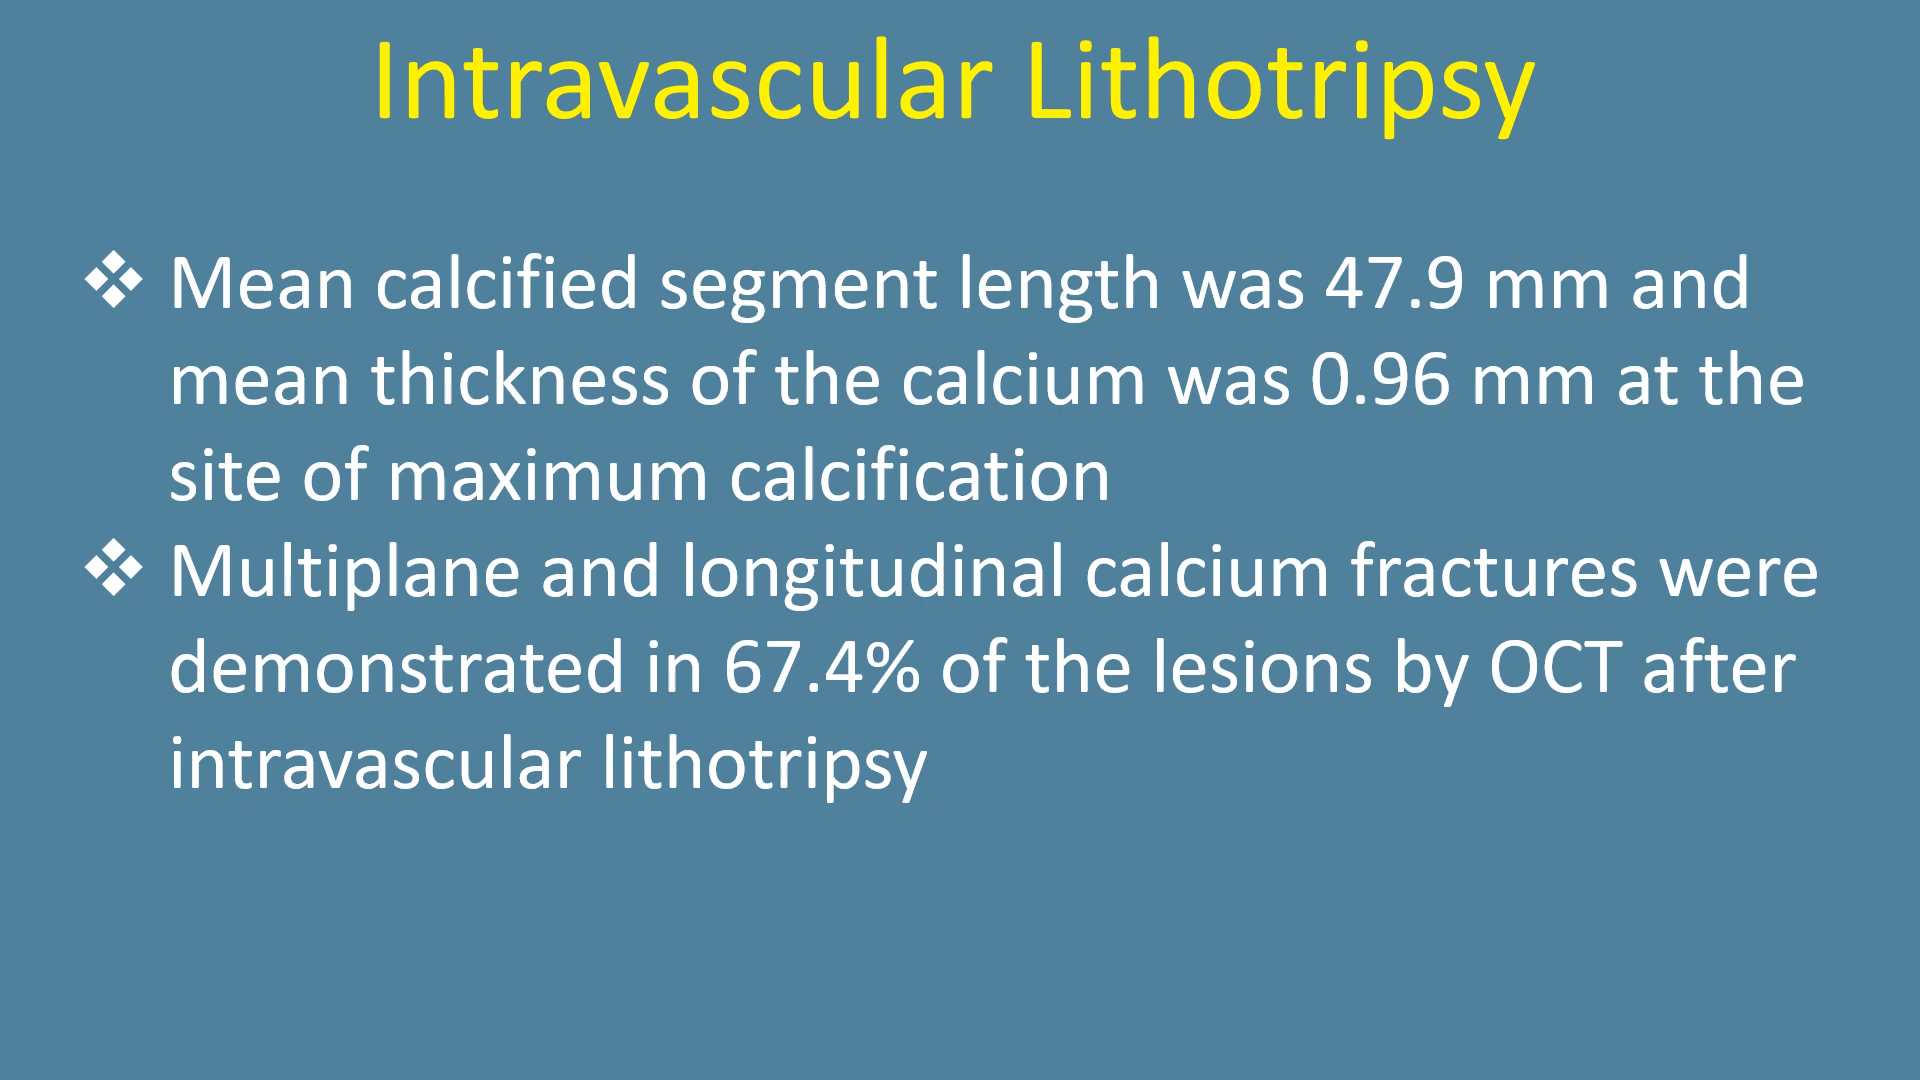 Intravascular Lithotripsy
❖ Mean calcified segment length was 47.9 mm and
mean thickness of the calcium was 0.96 mm at the
site of maximum calcification
❖ Multiplane and longitudinal calcium fractures were
demonstrated in 67.4% of the lesions by OCT after
intravascular lithotripsy